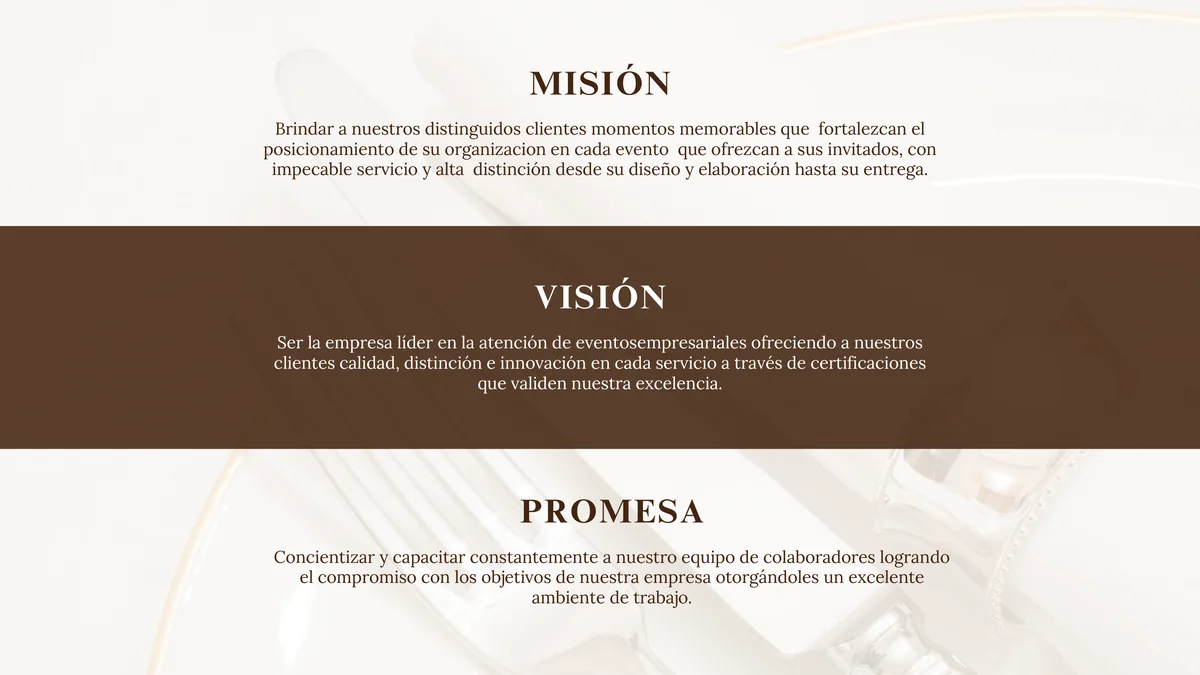 MISIÓN
Brindar a nuestros distinguidos clientes momentos memorables que  fortalezcan el
posicionamiento de su organizacion en cada evento  que ofrezcan a sus invitados, con
impecable servicio y alta  distinción desde su diseño y elaboración hasta su entrega.
VISIÓN
Ser la empresa líder en la atención de eventosempresariales ofreciendo a nuestros
clientes calidad, distinción e innovación en cada servicio a través de certificaciones
que validen nuestra excelencia.
PROMESA
Concientizar y capacitar constantemente a nuestro equipo de colaboradores logrando
el compromiso con los objetivos de nuestra empresa otorgándoles un excelente
ambiente de trabajo.